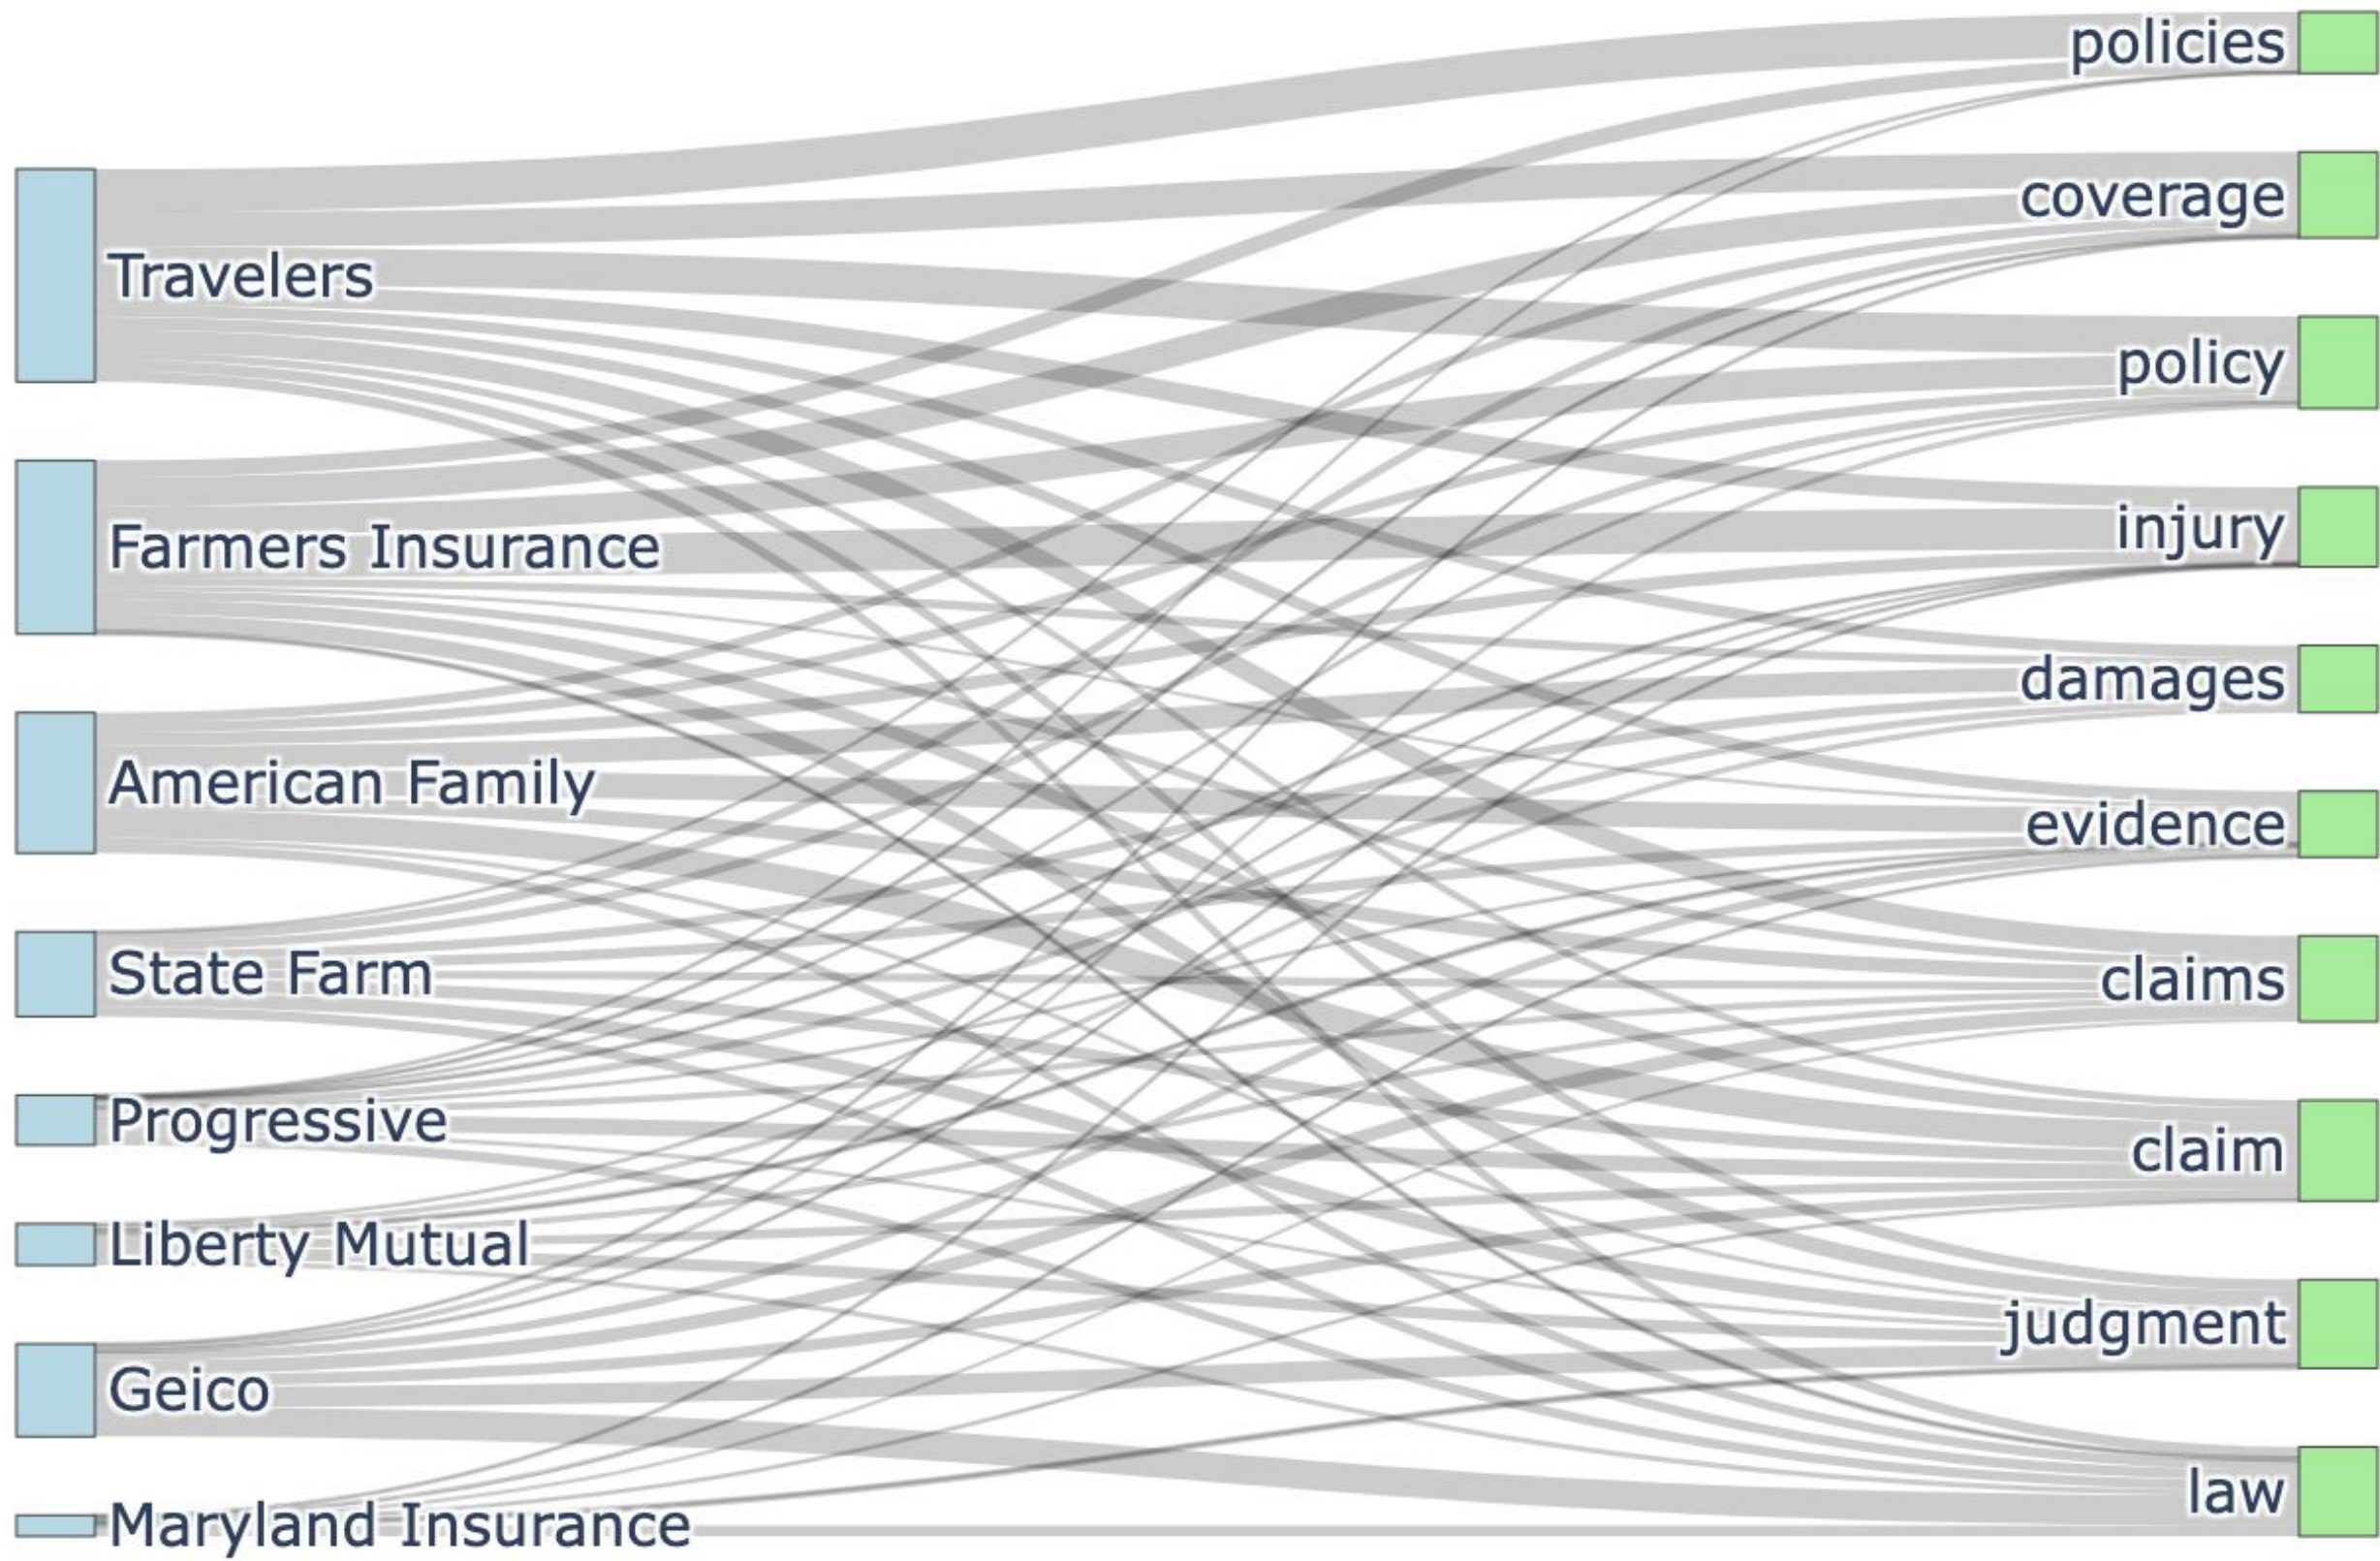 Travelers
Farmers Insurance
American Family
State Farm
Progressive
Liberty Mutual
Geico
Maryland Insurance
policies
coverage
policy
injury
damages
evidence
claims
claim
judgment
law